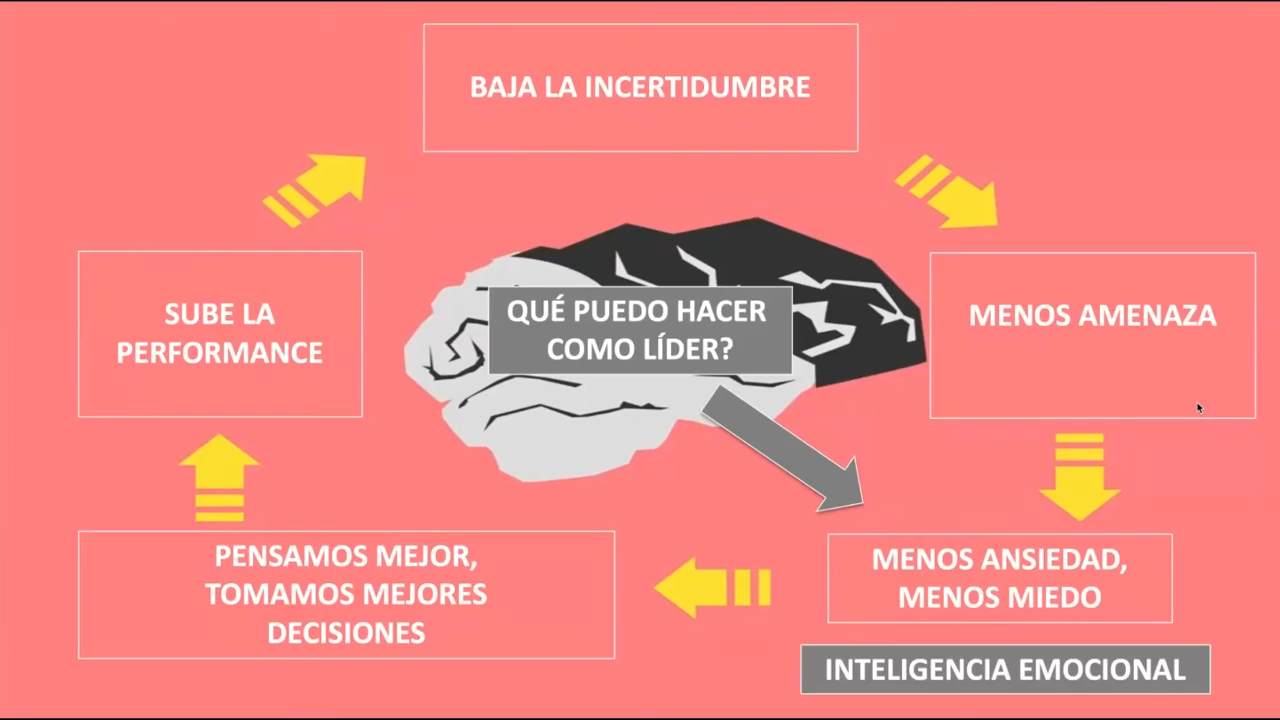 BAJA LA INCERTIDUMBRE
SUBE LA
PERFORMANCE
QUÉ PUEDO HACER
COMO LÍDER?
MENOS AMENAZA
PENSAMOS MEJOR,
TOMAMOS MEJORES
DECISIONES
MENOS ANSIEDAD,
MENOS MIEDO
INTELIGENCIA EMOCIONAL